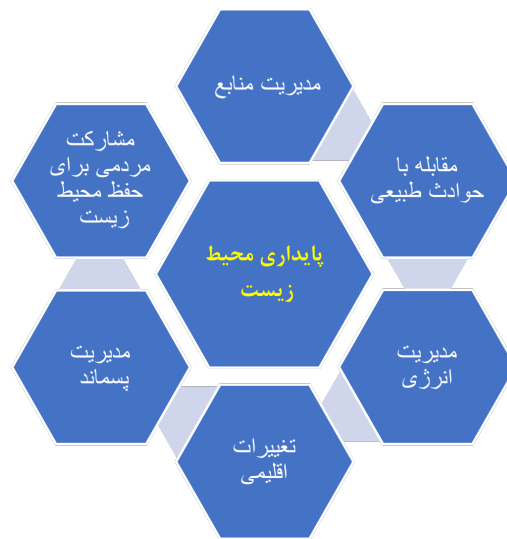 مدیریت منابع
مقابله با
حوادث طبیعی
مدیریت
انرژی
تغییرات
اقلیمی
مدیریت
پسماند
مشارکت
مردمی برای
حفظ محیط
زیست
پایداری محیط
زیست